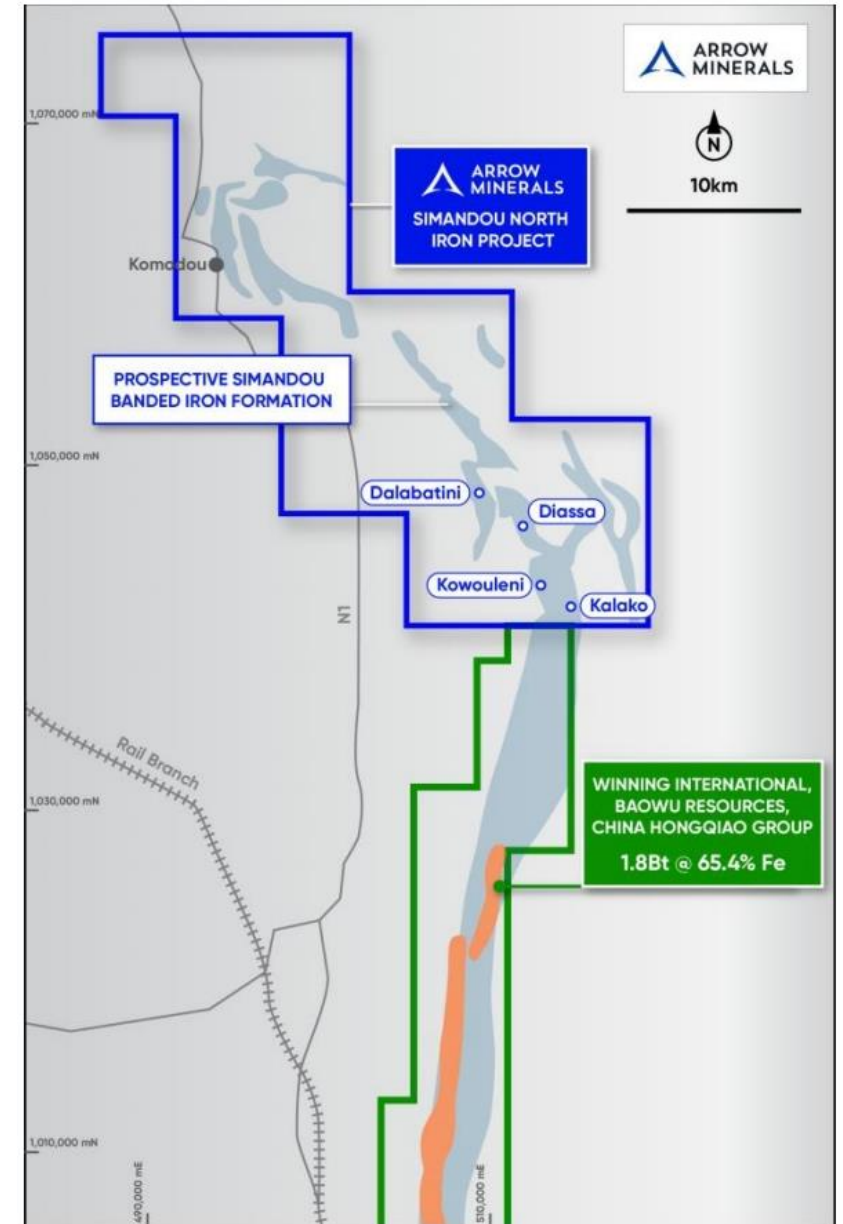 ARROW
MINERALS
N
10km
1,070,000 mN
ARROW
MINERALS
SIMANDOU NORTH
IRON PROJECT
Komodou
PROSPECTIVE SIMANDOU
BANDED IRON FORMATION
1,050,000 mN
Dalabatini
Diassa
Kowouleni
Kalako
N1
Rail Branch
1,030,000 mN
WINNING INTERNATIONAL,
BAOWU RESOURCES,
CHINA HONGQIAO GROUP
1.8Bt @ 65.4% Fe
1,010,000 mN
490,000 mE
510,000 mE